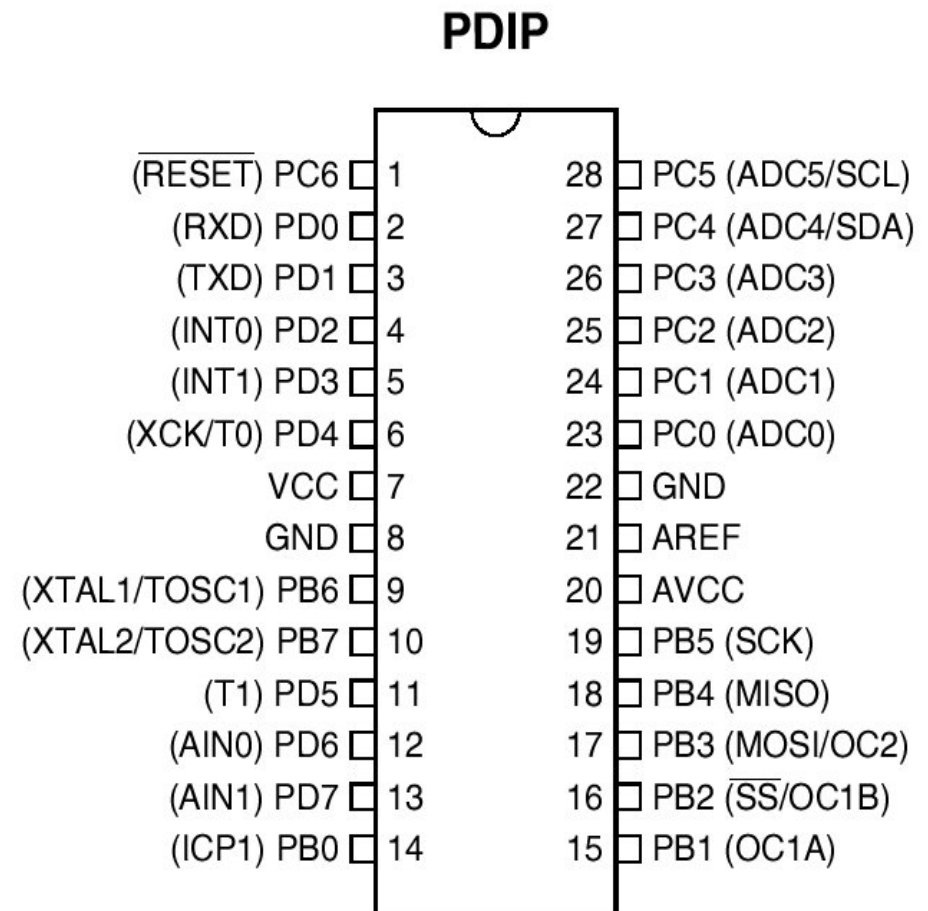 PDIP
(RESET) PC6 1 28 PC5 (ADC5/SCL)
(RXD) PD0 2 27 PC4 (ADC4/SDA)
(TXD) PD1 3 26 PC3 (ADC3)
(INT0) PD2 4 25 PC2 (ADC2)
(INT1) PD3 5 24 PC1 (ADC1)
(XCK/T0) PD4 6 23 PC0 (ADC0)
VCC 7 22 GND
GND 8 21 AREF
(XTAL1/TOSC1) PB6 9 20 AVCC
(XTAL2/TOSC2) PB7 10 19 PB5 (SCK)
(T1) PD5 11 18 PB4 (MISO)
(AIN0) PD6 12 17 PB3 (MOSI/OC2)
(AIN1) PD7 13 16 PB2 (SS/OC1B)
(ICP1) PB0 14 15 PB1 (OC1A)